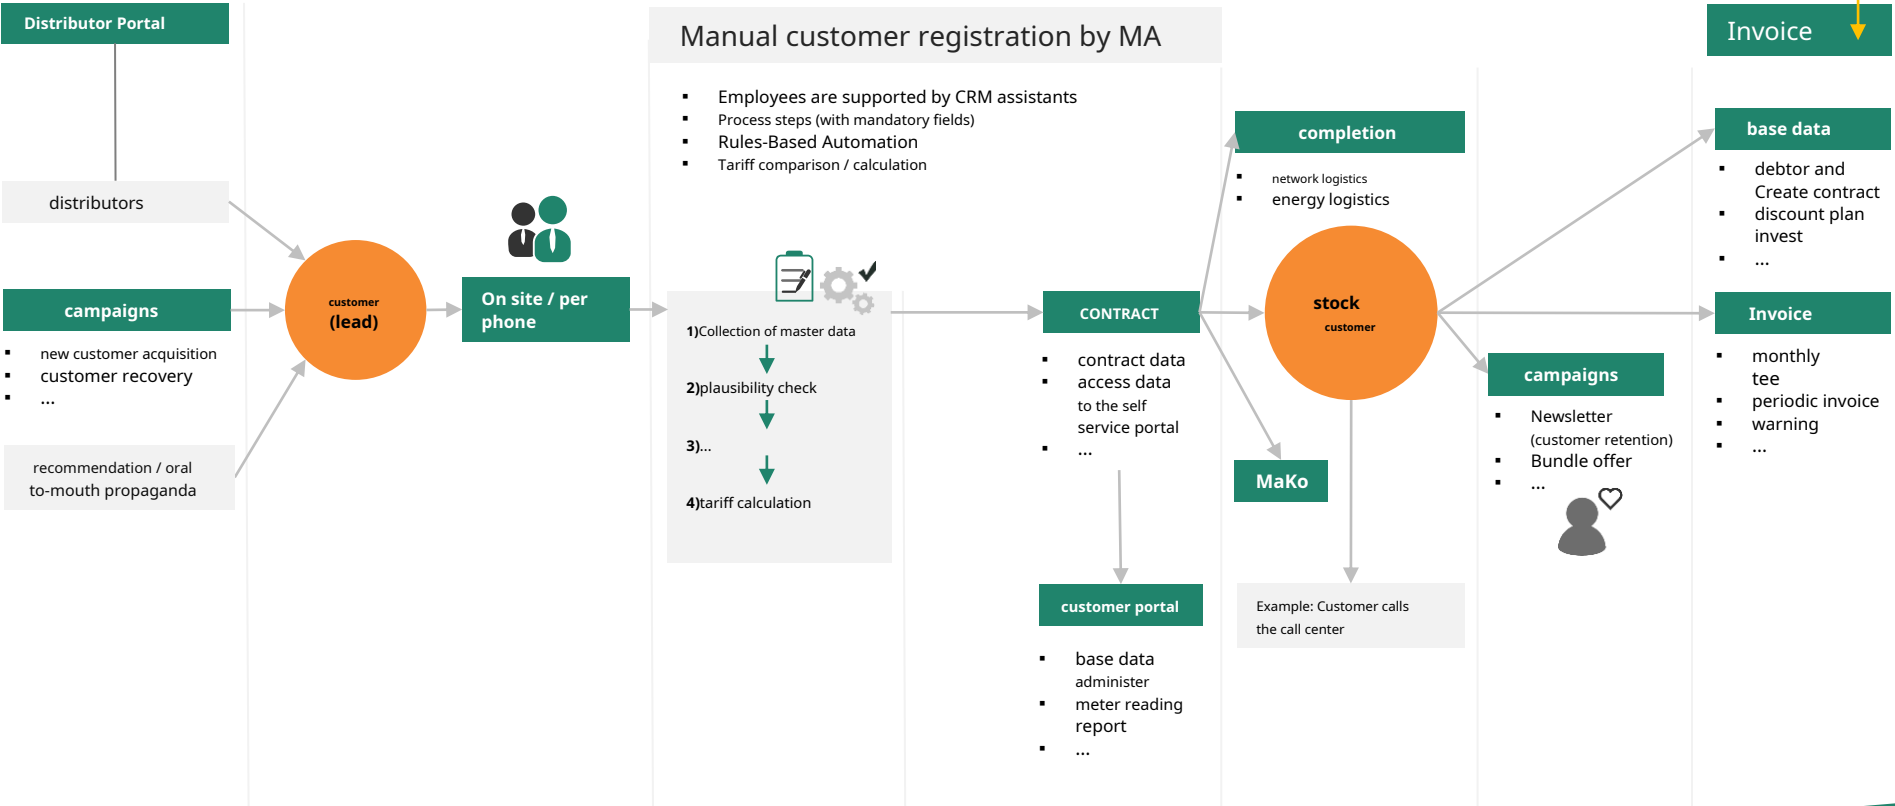 Distributor Portal
distributors
campaigns
▪ new customer acquisition
▪ customer recovery
▪ ...
recommendation / oral
to-mouth propaganda
customer
(lead)
On site / per
phone
Manual customer registration by MA
▪ Employees are supported by CRM assistants
▪ Process steps (with mandatory fields)
▪ Rules-Based Automation
▪ Tariff comparison / calculation
1)Collection of master data
2)plausibility check
3)...
4)tariff calculation
CONTRACT
▪ contract data
▪ access data
to the self
service portal
▪ ...
customer portal
▪ base data
administer
▪ meter reading
report
▪ ...
completion
▪ network logistics
▪ energy logistics
stock
customer
MaKo
Example: Customer calls
the call center
campaigns
▪ Newsletter
(customer retention)
▪ Bundle offer
▪ ...
Invoice
base data
▪ debtor and
Create contract
▪ discount plan
invest
▪ ...
Invoice
▪ monthly
tee
▪ periodic invoice
▪ warning
▪ ...